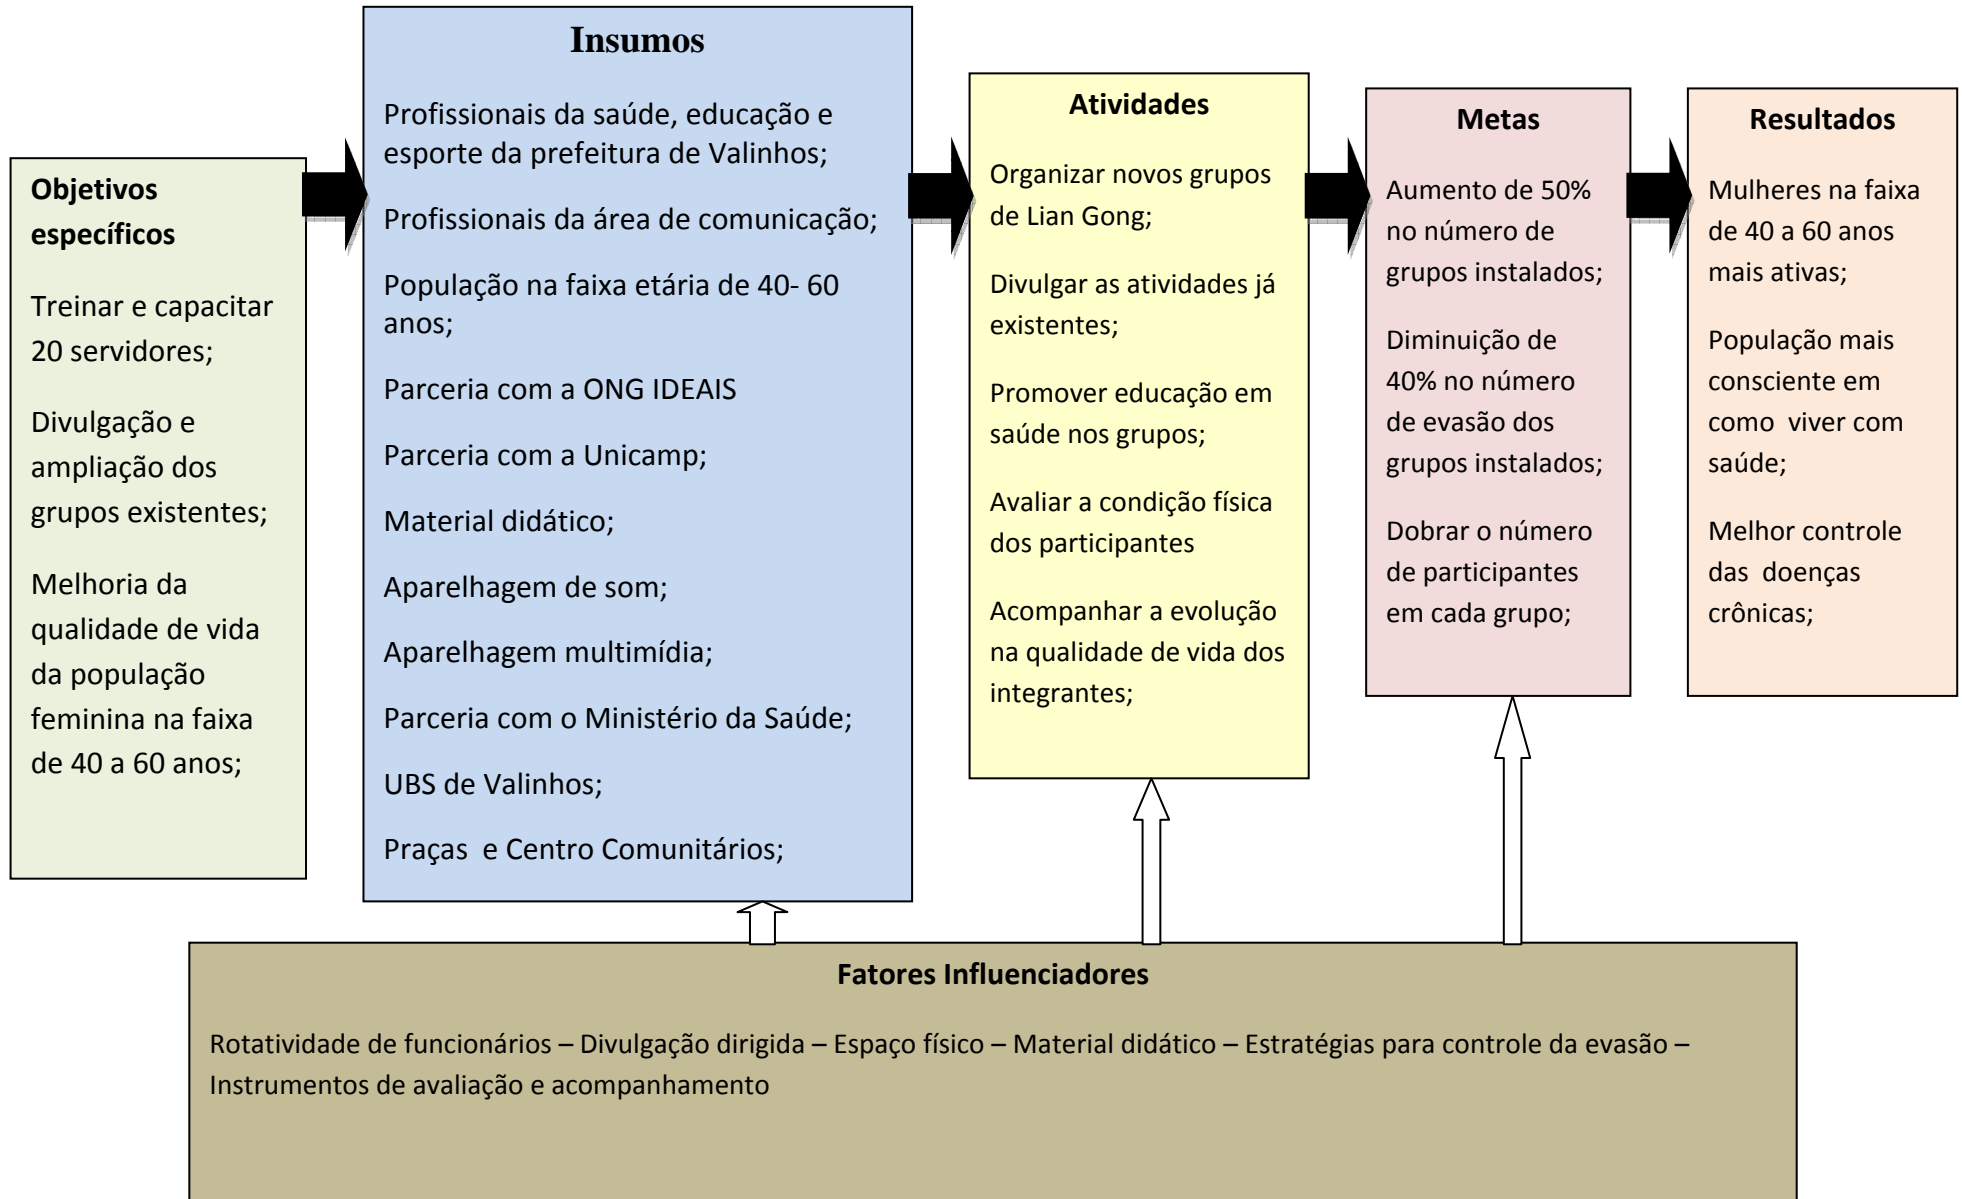 Objetivos
específicos
Treinar e capacitar
20 servidores;
Divulgação e
ampliação dos
grupos existentes;
Melhoria da
qualidade de vida
da população
feminina na faixa
de 40 a 60 anos;
Insumos
Profissionais da saúde, educação e
esporte da prefeitura de Valinhos;
Profissionais da área de comunicação;
População na faixa etária de 40- 60
anos;
Parceria com a ONG IDEAIS
Parceria com a Unicamp;
Material didático;
Aparelhagem de som;
Aparelhagem multimídia;
Parceria com o Ministério da Saúde;
UBS de Valinhos;
Praças  e Centro Comunitários;
Atividades
Organizar novos grupos
de Lian Gong;
Divulgar as atividades já
existentes;
Promover educação em
saúde nos grupos;
Avaliar a condição física
dos participantes
Acompanhar a evolução
na qualidade de vida dos
integrantes;
Metas
Aumento de 50%
no número de
grupos instalados;
Diminuição de
40% no número
de evasão dos
grupos instalados;
Dobrar o número
de participantes
em cada grupo;
Resultados
Mulheres na faixa
de 40 a 60 anos
mais ativas;
População mais
consciente em
como  viver com
saúde;
Melhor controle
das  doenças
crônicas;
Fatores Influenciadores
Rotatividade de funcionários – Divulgação dirigida – Espaço físico – Material didático – Estratégias para controle da evasão –
Instrumentos de avaliação e acompanhamento